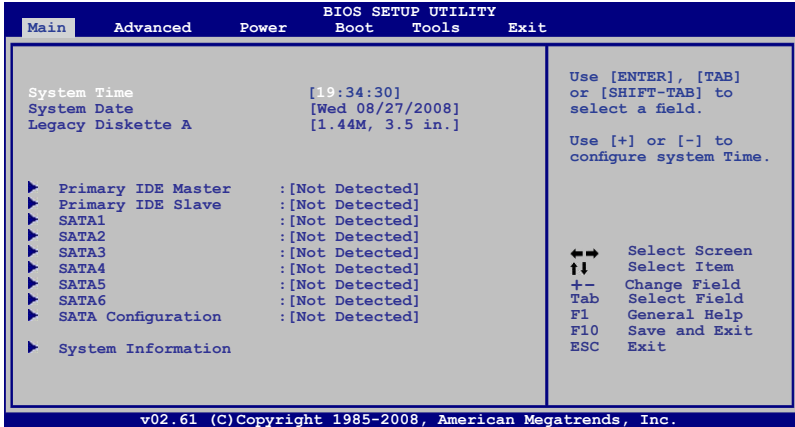 BIOS SETUP UTILITY
Main Advanced Power Boot Tools Exit
System Time [19:34:30]
System Date [Wed 08/27/2008]
Legacy Diskette A [1.44M, 3.5 in.]
Primary IDE Master :[Not Detected]
Primary IDE Slave :[Not Detected]
SATA1 :[Not Detected]
SATA2 :[Not Detected]
SATA3 :[Not Detected]
SATA4 :[Not Detected]
SATA5 :[Not Detected]
SATA6 :[Not Detected]
SATA Configuration :[Not Detected]
System Information
Use [ENTER], [TAB]
or [SHIFT-TAB] to
select a field.
Use [+] or [-] to
configure system Time.
←→ Select Screen
↑↓ Select Item
+- Change Field
Tab Select Field
F1 General Help
F10 Save and Exit
ESC Exit
v02.61 (C)Copyright 1985-2008, American Megatrends, Inc.